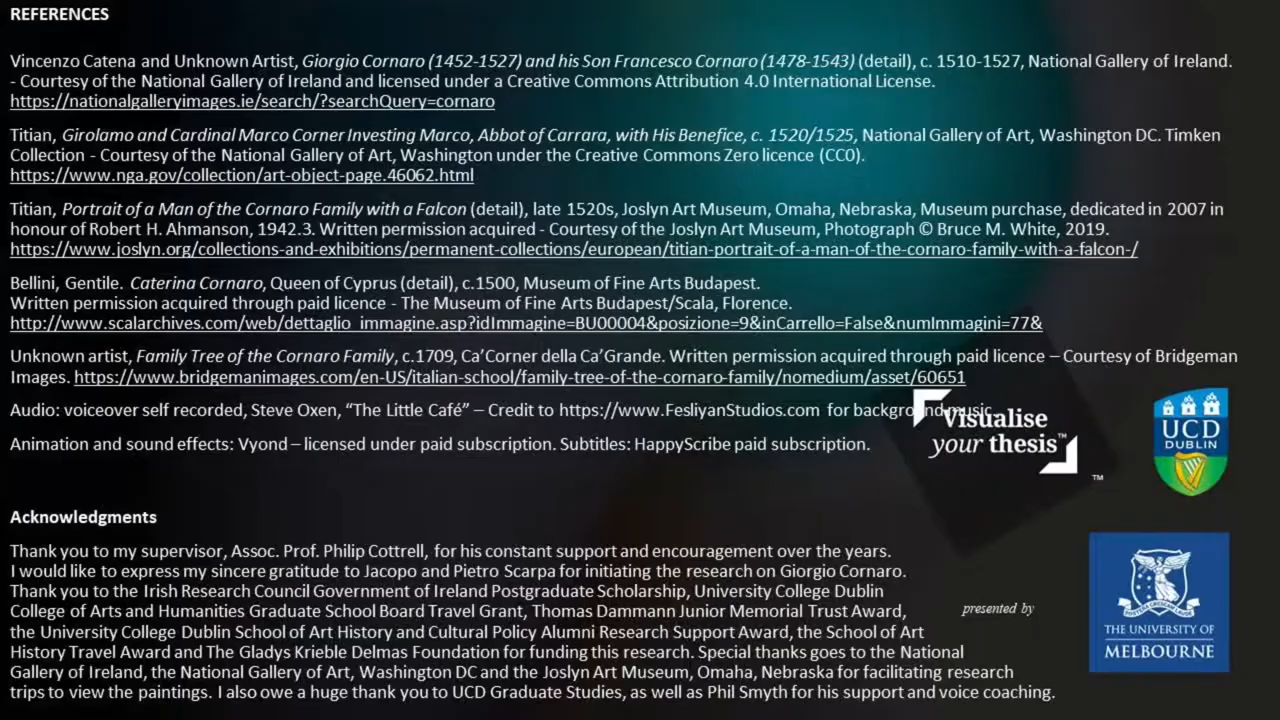 REFERENCES
Vincenzo Catena and Unknown Artist, Giorgio Cornaro (1452-1527) and his Son Francesco Cornaro (1478-1543) (detail), c. 1510-1527, National Gallery of Ireland.
- Courtesy of the National Gallery of Ireland and licensed under a Creative Commons Attribution 4.0 International License.
https://nationalgalleryimages.ie/search/?searchQuery=cornaro
Titian, Girolamo and Cardinal Marco Corner Investing Marco, Abbot of Carrara, with His Benefice, c. 1520/1525, National Gallery of Art, Washington DC. Timken
Collection - Courtesy of the National Gallery of Art, Washington under the Creative Commons Zero licence (CC0).
https://www.nga.gov/collection/art-object-page.46062.html
Titian, Portrait of a Man of the Cornaro Family with a Falcon (detail), late 1520s, Joslyn Art Museum, Omaha, Nebraska, Museum purchase, dedicated in 2007 in
honour of Robert H. Ahmanson, 1942.3. Written permission acquired - Courtesy of the Joslyn Art Museum, Photograph © Bruce M. White, 2019.
https://www.joslyn.org/collections-and-exhibitions/permanent-collections/european/titian-portrait-of-a-man-of-the-cornaro-family-with-a-falcon-/
Bellini, Gentile. Caterina Cornaro, Queen of Cyprus (detail), c.1500, Museum of Fine Arts Budapest.
Written permission acquired through paid licence - The Museum of Fine Arts Budapest/Scala, Florence.
http://www.scalarchives.com/web/dettaglio_immagine.asp?idImmagine=BU00004&posizione=9&inCarrello=False&numImmagini=77&
Unknown artist, Family Tree of the Cornaro Family, c.1709, Ca'Corner della Ca'Grande. Written permission acquired through paid licence – Courtesy of Bridgeman
Images. https://www.bridgemanimages.com/en-US/italian-school/family-tree-of-the-cornaro-family/nomedium/asset/60651
Audio: voiceover self recorded, Steve Oxen, “The Little Café” – Credit to https://www.FesliyanStudios.com for background music
Animation and sound effects: Vyond – licensed under paid subscription. Subtitles: HappyScribe paid subscription.
Visualise
your thesis™
™
UCD
DUBLIN
Acknowledgments
Thank you to my supervisor, Assoc. Prof. Philip Cottrell, for his constant support and encouragement over the years.
I would like to express my sincere gratitude to Jacopo and Pietro Scarpa for initiating the research on Giorgio Cornaro.
Thank you to the Irish Research Council Government of Ireland Postgraduate Scholarship, University College Dublin
College of Arts and Humanities Graduate School Board Travel Grant, Thomas Dammann Junior Memorial Trust Award,
the University College Dublin School of Art History and Cultural Policy Alumni Research Support Award, the School of Art
History Travel Award and The Gladys Krieble Delmas Foundation for funding this research. Special thanks goes to the National
Gallery of Ireland, the National Gallery of Art, Washington DC and the Joslyn Art Museum, Omaha, Nebraska for facilitating research
trips to view the paintings. I also owe a huge thank you to UCD Graduate Studies, as well as Phil Smyth for his support and voice coaching.
presented by
THE UNIVERSITY OF
MELBOURNE